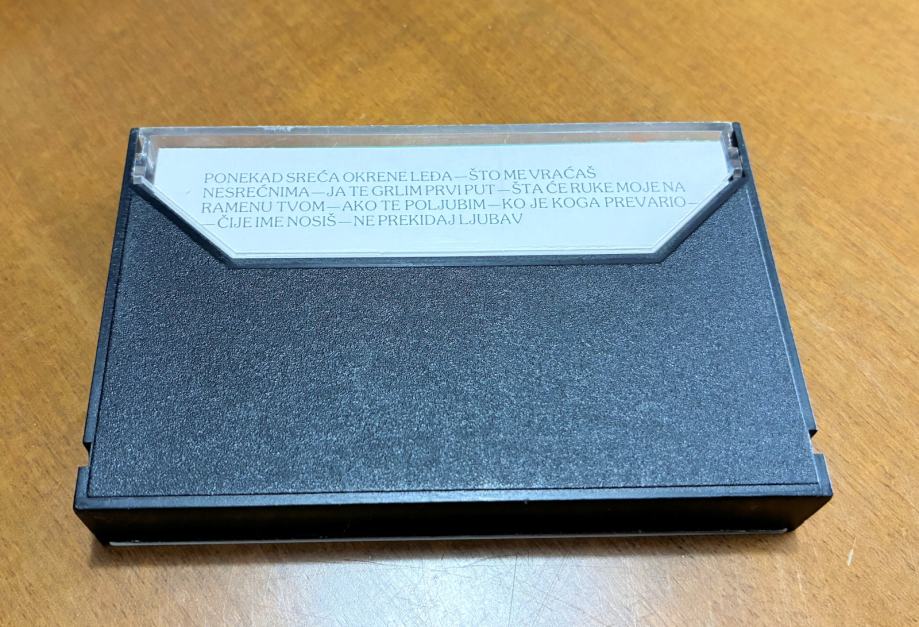 PONEKAD SREĆA OKRENE LEĐA—ŠTO ME VRAĆAŠ
NESREĆNIMA—JA TE GRLIM PRVI PUT—ŠTA ĆE RUKE MOJE NA
RAMENU TVOM—AKO TE POLJUBIM—KO JE KOGA PREVARIO—
—ČIJE IME NOSIŠ—NE PREKIDAJ LJUBAV